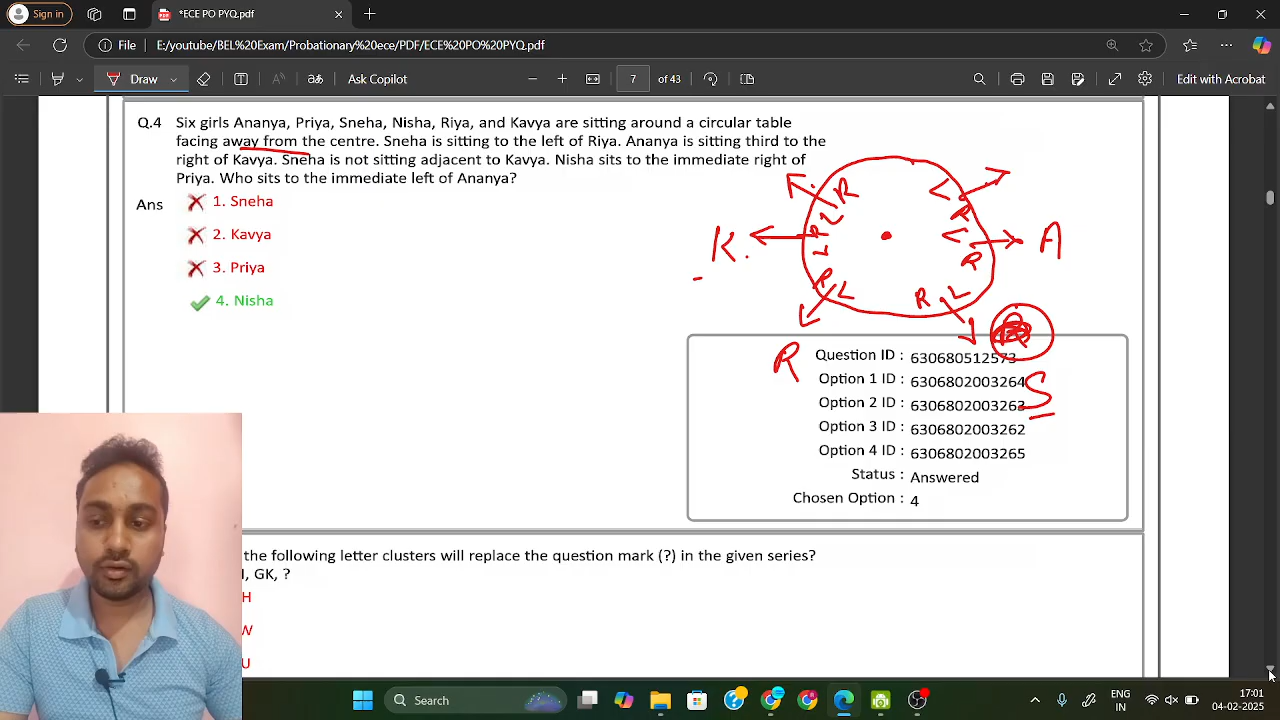 Sign in
*ECE PO PYQ.pdf
File
E:/youtube/BEL%20Exam/Probationary%20ece/PDF/ECE%20PO%20PYQ.pdf
Draw
Ask Copilot
7
of 43
Edit with Acrobat
Q.4 Six girls Ananya, Priya, Sneha, Nisha, Riya, and Kavya are sitting around a circular table
facing away from the centre. Sneha is sitting to the left of Riya. Ananya is sitting third to the
right of Kavya. Sneha is not sitting adjacent to Kavya. Nisha sits to the immediate right of
Priya. Who sits to the immediate left of Ananya?
Ans 1. Sneha
2. Kavya
3. Priya
4. Nisha
R
L
R
K
R
L
R
L
R
L
R
R
A
R
S
Question ID : 630680512573
Option 1 ID : 6306802003264
Option 2 ID : 6306802003263
Option 3 ID : 6306802003262
Option 4 ID : 6306802003265
Status : Answered
Chosen Option : 4
the following letter clusters will replace the question mark (?) in the given series?
GK, ?
H
W
U
Search
ENG
IN
17:01
04-02-2025